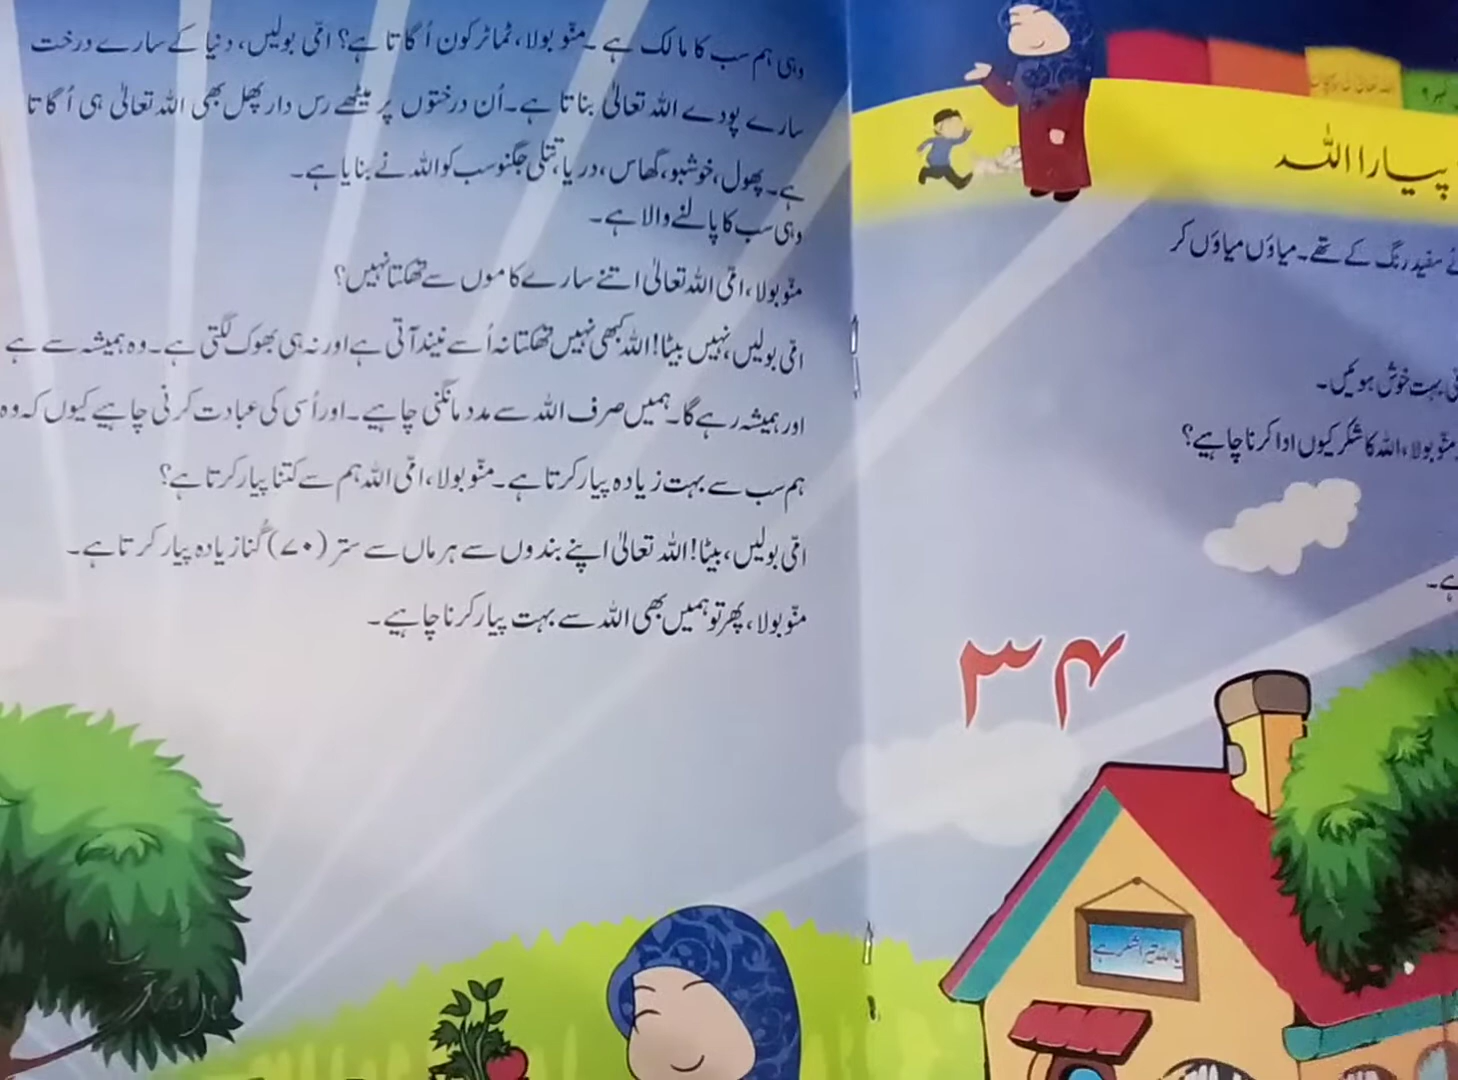 پیارا اللہ
سفید رنگ کے تھے۔ میاؤں میاؤں کر
بہت خوش ہوئیں۔
منّو بولا، اللہ کا شکر کیوں ادا کرنا چاہیے؟
ہے۔
۳۴
یا اللہ تیرا شکر ہے
وہی ہم سب کا مالک ہے۔ منّو بولا، ٹماٹر کون اُگاتا ہے؟ امّی بولیں، دنیا کے سارے درخت
سارے پودے اللہ تعالیٰ بناتا ہے۔ اُن درختوں پر میٹھے رس دار پھل بھی اللہ تعالیٰ ہی اُگاتا
ہے۔ پھول، خوشبو، گھاس، دریا، تتلی جگنو سب کو اللہ نے بنایا ہے۔
وہی سب کا پالنے والا ہے۔
منّو بولا، امّی اللہ تعالیٰ اتنے سارے کاموں سے تھکتا نہیں؟
امّی بولیں، نہیں بیٹا! اللہ کبھی نہیں تھکتا نہ اُسے نیند آتی ہے اور نہ ہی بھوک لگتی ہے۔ وہ ہمیشہ سے ہے
اور ہمیشہ رہے گا۔ ہمیں صرف اللہ سے مدد مانگنی چاہیے۔ اور اُسی کی عبادت کرنی چاہیے کیوں کہ وہ
ہم سب سے بہت زیادہ پیار کرتا ہے۔ منّو بولا، امّی اللہ ہم سے کتنا پیار کرتا ہے؟
امّی بولیں، بیٹا! اللہ تعالیٰ اپنے بندوں سے ہر ماں سے ستر (۷۰) گُنا زیادہ پیار کرتا ہے۔
منّو بولا، پھر تو ہمیں بھی اللہ سے بہت پیار کرنا چاہیے۔